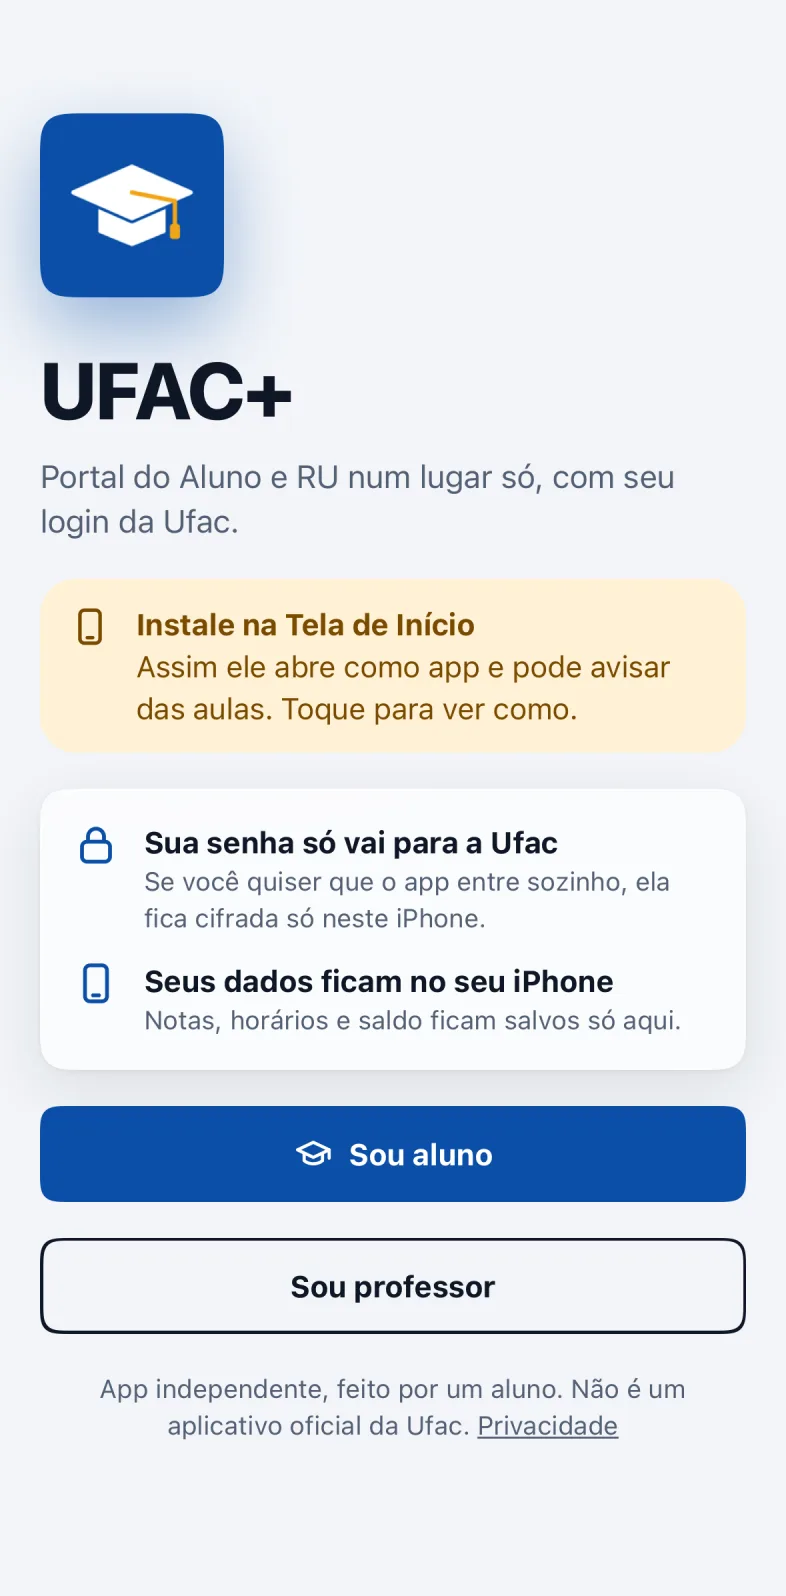 UFAC+
Portal do Aluno e RU num lugar só, com seu
login da Ufac.
Instale na Tela de Início
Assim ele abre como app e pode avisar
das aulas. Toque para ver como.
Sua senha só vai para a Ufac
Se você quiser que o app entre sozinho, ela
fica cifrada só neste iPhone.
Seus dados ficam no seu iPhone
Notas, horários e saldo ficam salvos só aqui.
Sou aluno
Sou professor
App independente, feito por um aluno. Não é um
aplicativo oficial da Ufac. Privacidade